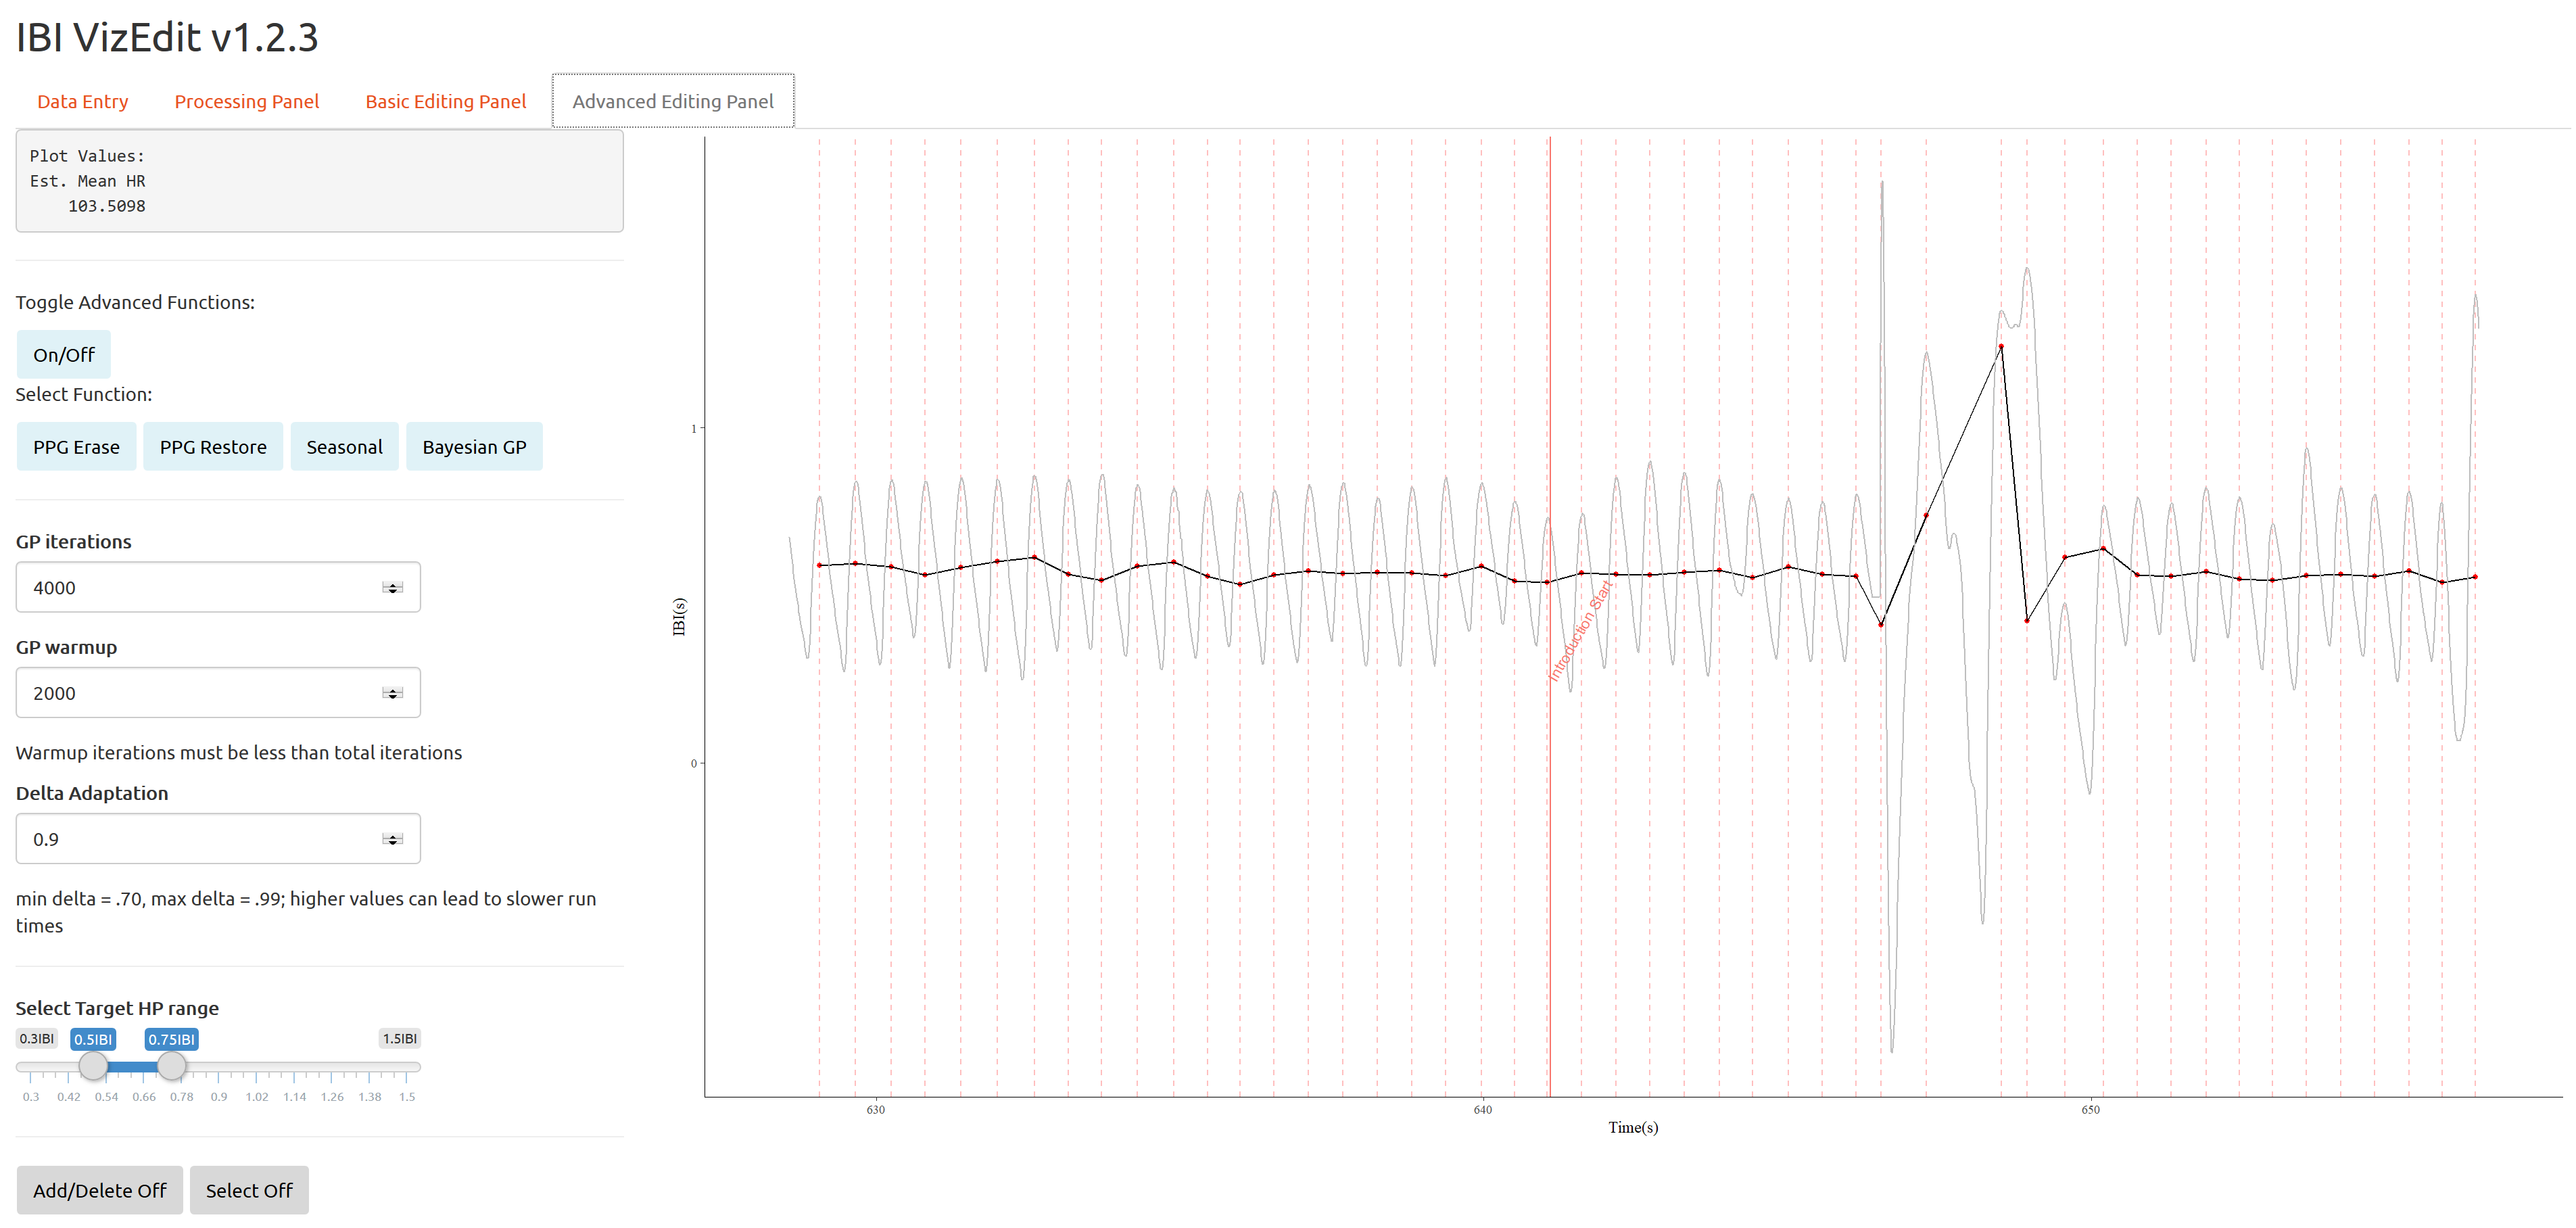 IBI VizEdit v1.2.3
Data Entry Processing Panel Basic Editing Panel Advanced Editing Panel
Plot Values:
Est. Mean HR
103.5098
Toggle Advanced Functions:
On/Off
Select Function:
PPG Erase PPG Restore Seasonal Bayesian GP
GP iterations
4000
GP warmup
2000
Warmup iterations must be less than total iterations
Delta Adaptation
0.9
min delta = .70, max delta = .99; higher values can lead to slower run
times
Select Target HP range
0.3IBI 0.5IBI 0.75IBI 1.5IBI
0.3 0.42 0.54 0.66 0.78 0.9 1.02 1.14 1.26 1.38 1.5
Add/Delete Off Select Off
IBI(s)
1
0
Introduction Start
630 640 650
Time(s)